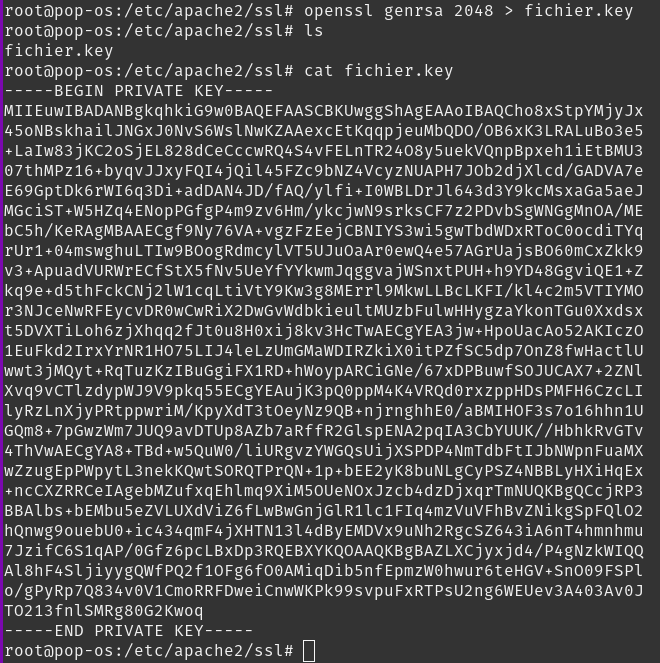 root@pop-os:/etc/apache2/ssl# openssl genrsa 2048 > fichier.key
root@pop-os:/etc/apache2/ssl# ls
fichier.key
root@pop-os:/etc/apache2/ssl# cat fichier.key
-----BEGIN PRIVATE KEY-----
MIIEuwIBADANBgkqhkiG9w0BAQEFAASCBKUwggShAgEAAoIBAQCho8xStpYMjyJx
45oNBskhailJNGxJ0NvS6WslNwKZAAexcEtKqqpjeuMbQDO/OB6xK3LRALuBo3e5
+LaIw83jKC2oSjEL828dCeCccwRQ4S4vFELnTR24O8y5uekVQnpBpxeh1iEtBMU3
07thMPz16+byqvJJxyFQI4jQil45FZc9bNZ4VcyzNUAPH7JOb2djXlcd/GADVA7e
E69GptDk6rWI6q3Di+adDAN4JD/fAQ/ylfi+I0WBLDrJl643d3Y9kcMsxaGa5aeJ
MGciST+W5HZq4ENopPGfgP4m9zv6Hm/ykcjwN9srksCF7z2PDvbSgWNGgMnOA/ME
bC5h/KeRAgMBAAECgf9Ny76VA+vgzFzEejCBNIYS3wi5gwTbdWDxRToC0ocdiTYq
rUr1+04mswghuLTIw9BOogRdmcylVT5UJuOaAr0ewQ4e57AGrUajsBO60mCxZkk9
v3+ApuadVURWrECfStX5fNv5UeYfYYkwmJqggvajWSnxtPUH+h9YD48GgviQE1+Z
kq9e+d5thFckCNj2lW1cqLtiVtY9Kw3g8MErrl9MkwLLBcLKFI/kl4c2m5VTIYMO
r3NJceNwRFEycvDR0wCwRiX2DwGvWdbkieultMUzbFulwHHygzaYkonTGu0Xxdsx
t5DVXTiLoh6zjXhqq2fJt0u8H0xij8kv3HcTwAECgYEA3jw+HpoUacAo52AKIczO
1EuFkd2IrxYrNR1HO75LIJ4leLzUmGMaWDIRZkiX0itPZfSC5dp7OnZ8fwHactlU
wwt3jMQyt+RqTuzKzIBuGgiFX1RD+hWoypARCiGNe/67xDPBuwfSOJUCAX7+2ZNl
Xvq9vCTlzdypWJ9V9pkq55ECgYEAujK3pQ0ppM4K4VRQd0rxzppHDsPMFH6CzcLI
lyRzLnXjyPRtppwriM/KpyXdT3tOeyNz9QB+njrnghhE0/aBMIHOF3s7o16hhn1U
GQm8+7pGwzWm7JUQ9avDTUp8AZb7aRffR2GlspENA2pqIA3CbYUUK//HbhkRvGTv
4ThVwAECgYA8+TBd+w5QuW0/liURgvzYWGQsUijXSPDP4NmTdbFtIJbNWpnFuaMX
wZzugEpPWpytL3nekKQwtSORQTPrQN+1p+bEE2yK8buNLgCyPSZ4NBBLyHXiHqEx
+ncCXZRRCeIAgebMZufxqEhlmq9XiM5OUeNOxJzcb4dzDjxqrTmNUQKBgQCcjRP3
BBAlbs+bEMbu5eZVLUXdViZ6fLwBwGnjGlR1lc1FIq4mzVuVFhBvZNikgSpFQlO2
hQnwg9ouebU0+ic434qmF4jXHTN13l4dByEMDVx9uNh2RgcSZ643iA6nT4hmnhmu
7JzifC6S1qAP/0Gfz6pcLBxDp3RQEBXYKQOAAQKBgBAZLXCjyxjd4/P4gNzkWIQQ
Al8hF4SljiyygQWfPQ2f1OFg6fO0AMiqDib5nfEpmzW0hwur6teHGV+SnO09FSPl
o/gPyRp7Q834v0V1CmoRRFDweiCnwWKPk99svpuFxRTPsU2ng6WEUev3A403Av0J
TO213fnlSMRg80G2Kwoq
-----END PRIVATE KEY-----
root@pop-os:/etc/apache2/ssl#